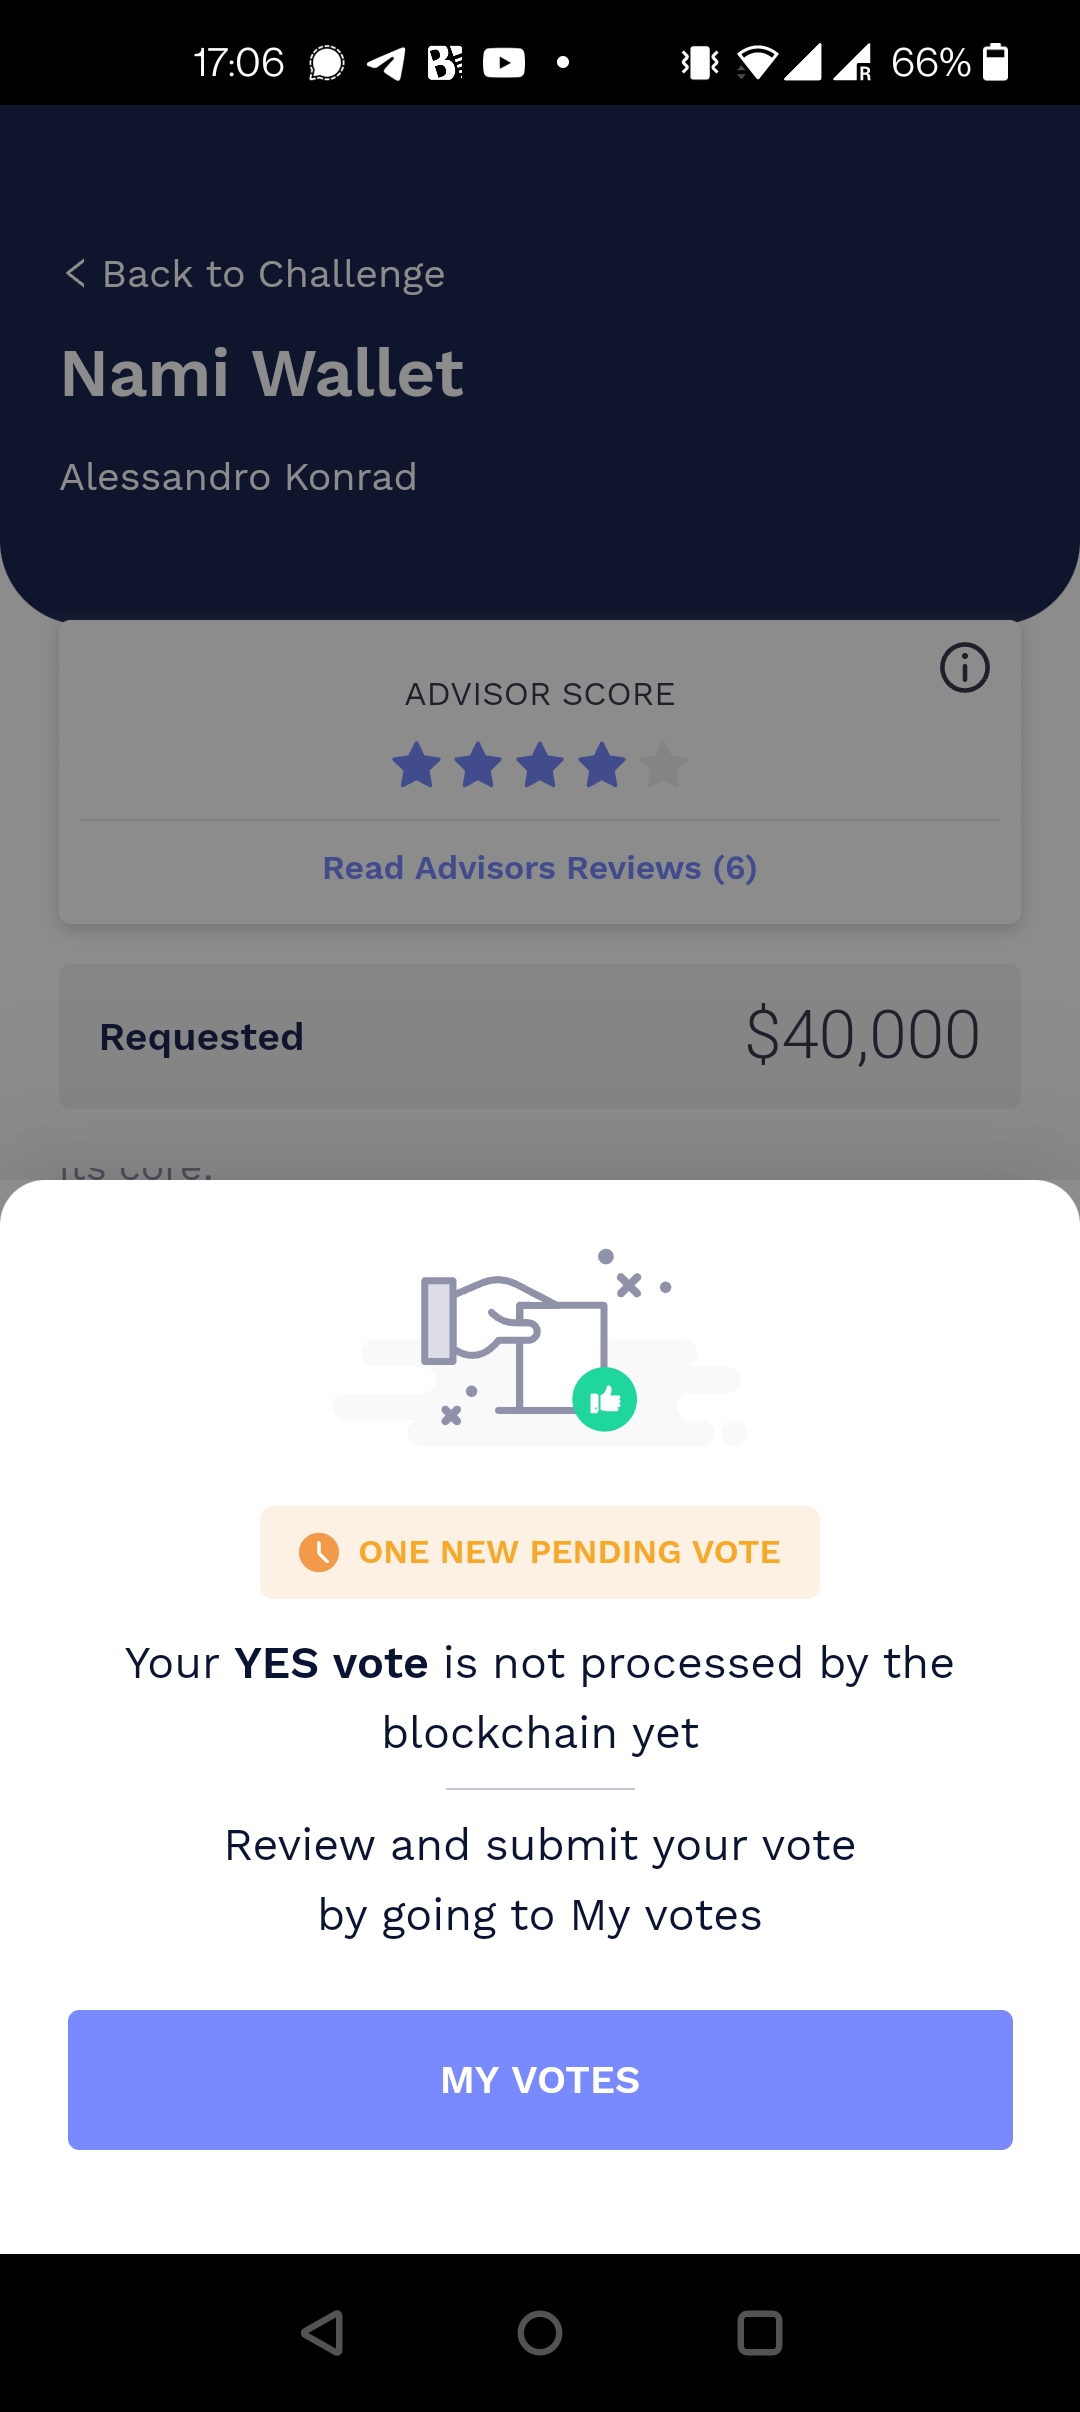 17:06
R
66%
Back to Challenge
Nami Wallet
Alessandro Konrad
ADVISOR SCORE
Read Advisors Reviews (6)
Requested
$40,000
its core.
ONE NEW PENDING VOTE
Your YES vote is not processed by the
blockchain yet
Review and submit your vote
by going to My votes
MY VOTES